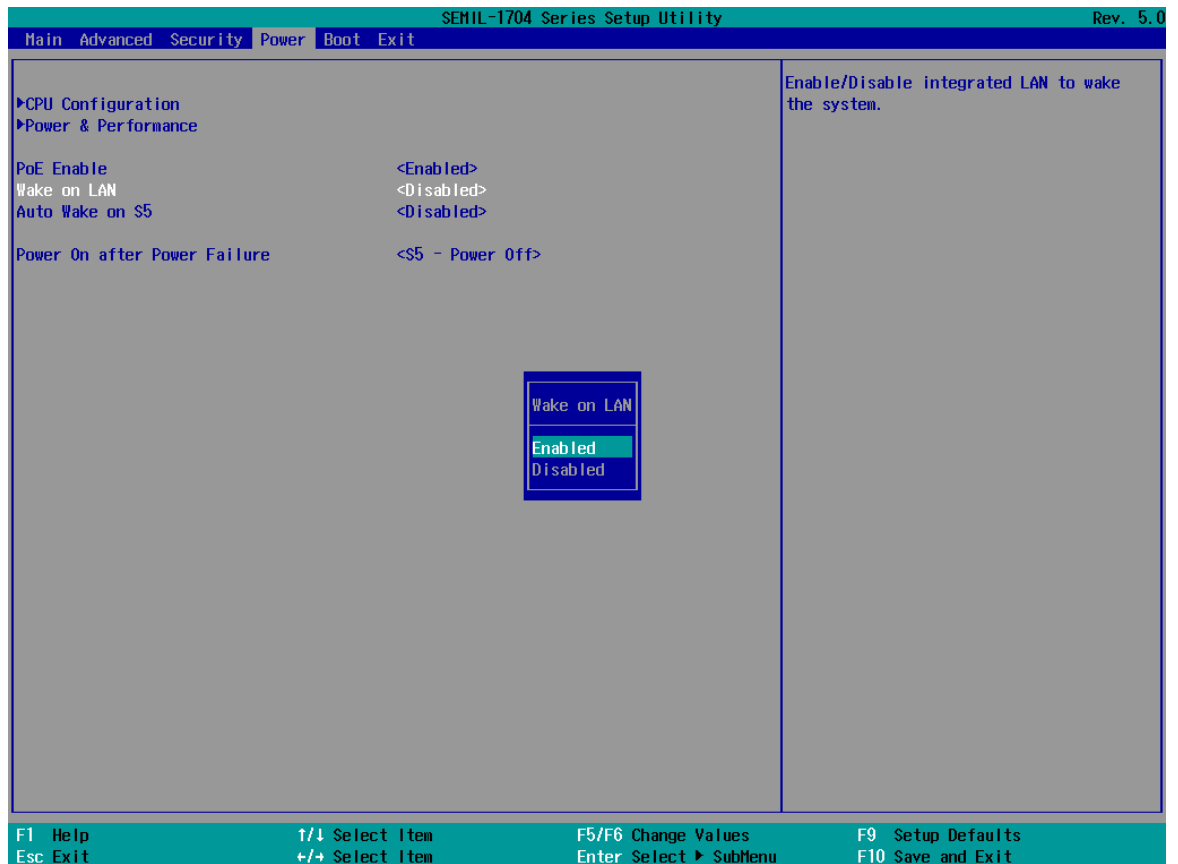 SEMIL-1704 Series Setup Utility Rev. 5.0
Main Advanced Security Power Boot Exit
Enable/Disable integrated LAN to wake
the system.
▶CPU Configuration
▶Power & Performance
PoE Enable <Enabled>
Wake on LAN <Disabled>
Auto Wake on S5 <Disabled>
Power On after Power Failure <S5 - Power Off>
Wake on LAN
Enabled
Disabled
F1 Help ↑/↓ Select Item F5/F6 Change Values F9 Setup Defaults
Esc Exit ←/→ Select Item Enter Select ▶ SubMenu F10 Save and Exit